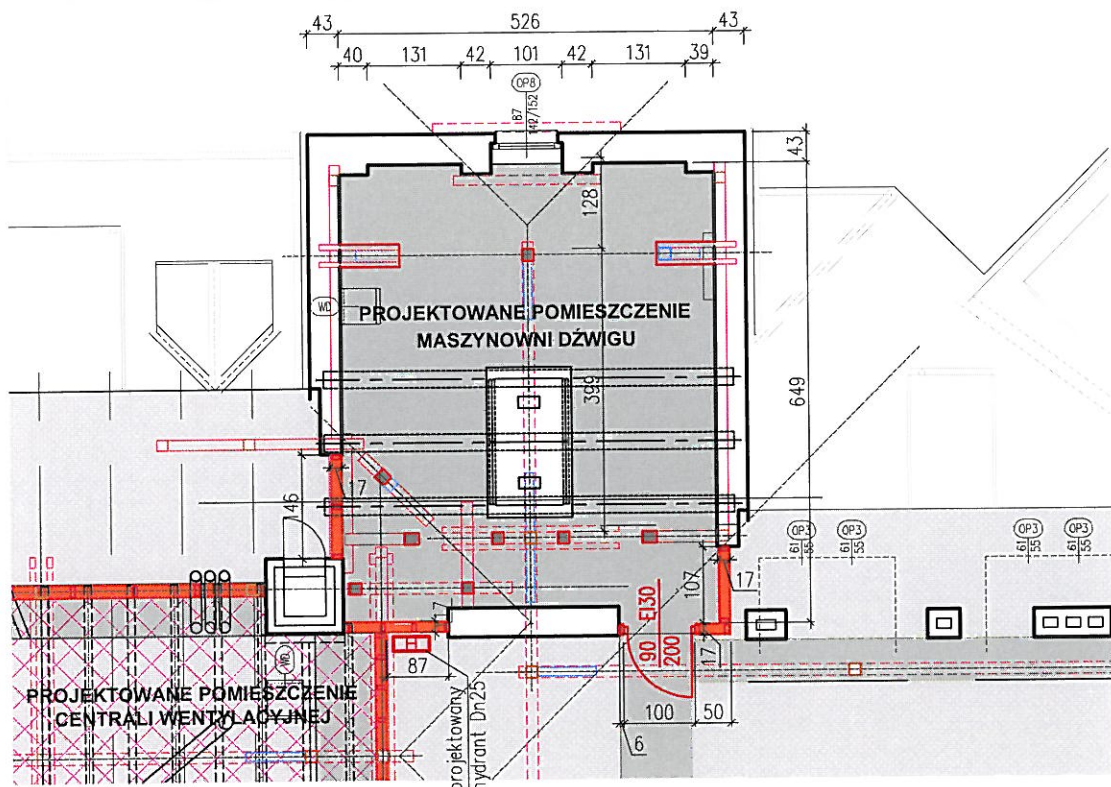 43
526
43
40
131
42
101
42
131
39
OP8
87
142/152
43
128
WD
PROJEKTOWANE POMIESZCZENIE
MASZYNOWNI DŹWIGU
399
649
17
46
OP3
61
55
OP3
61
55
OP3
61
55
OP3
61
55
107
17
90
EI30
200
17
7
87
WD
PROJEKTOWANE POMIESZCZENIE
CENTRALI WENTYLACYJNEJ
projektowany
hydrant Dn25
100
50
6